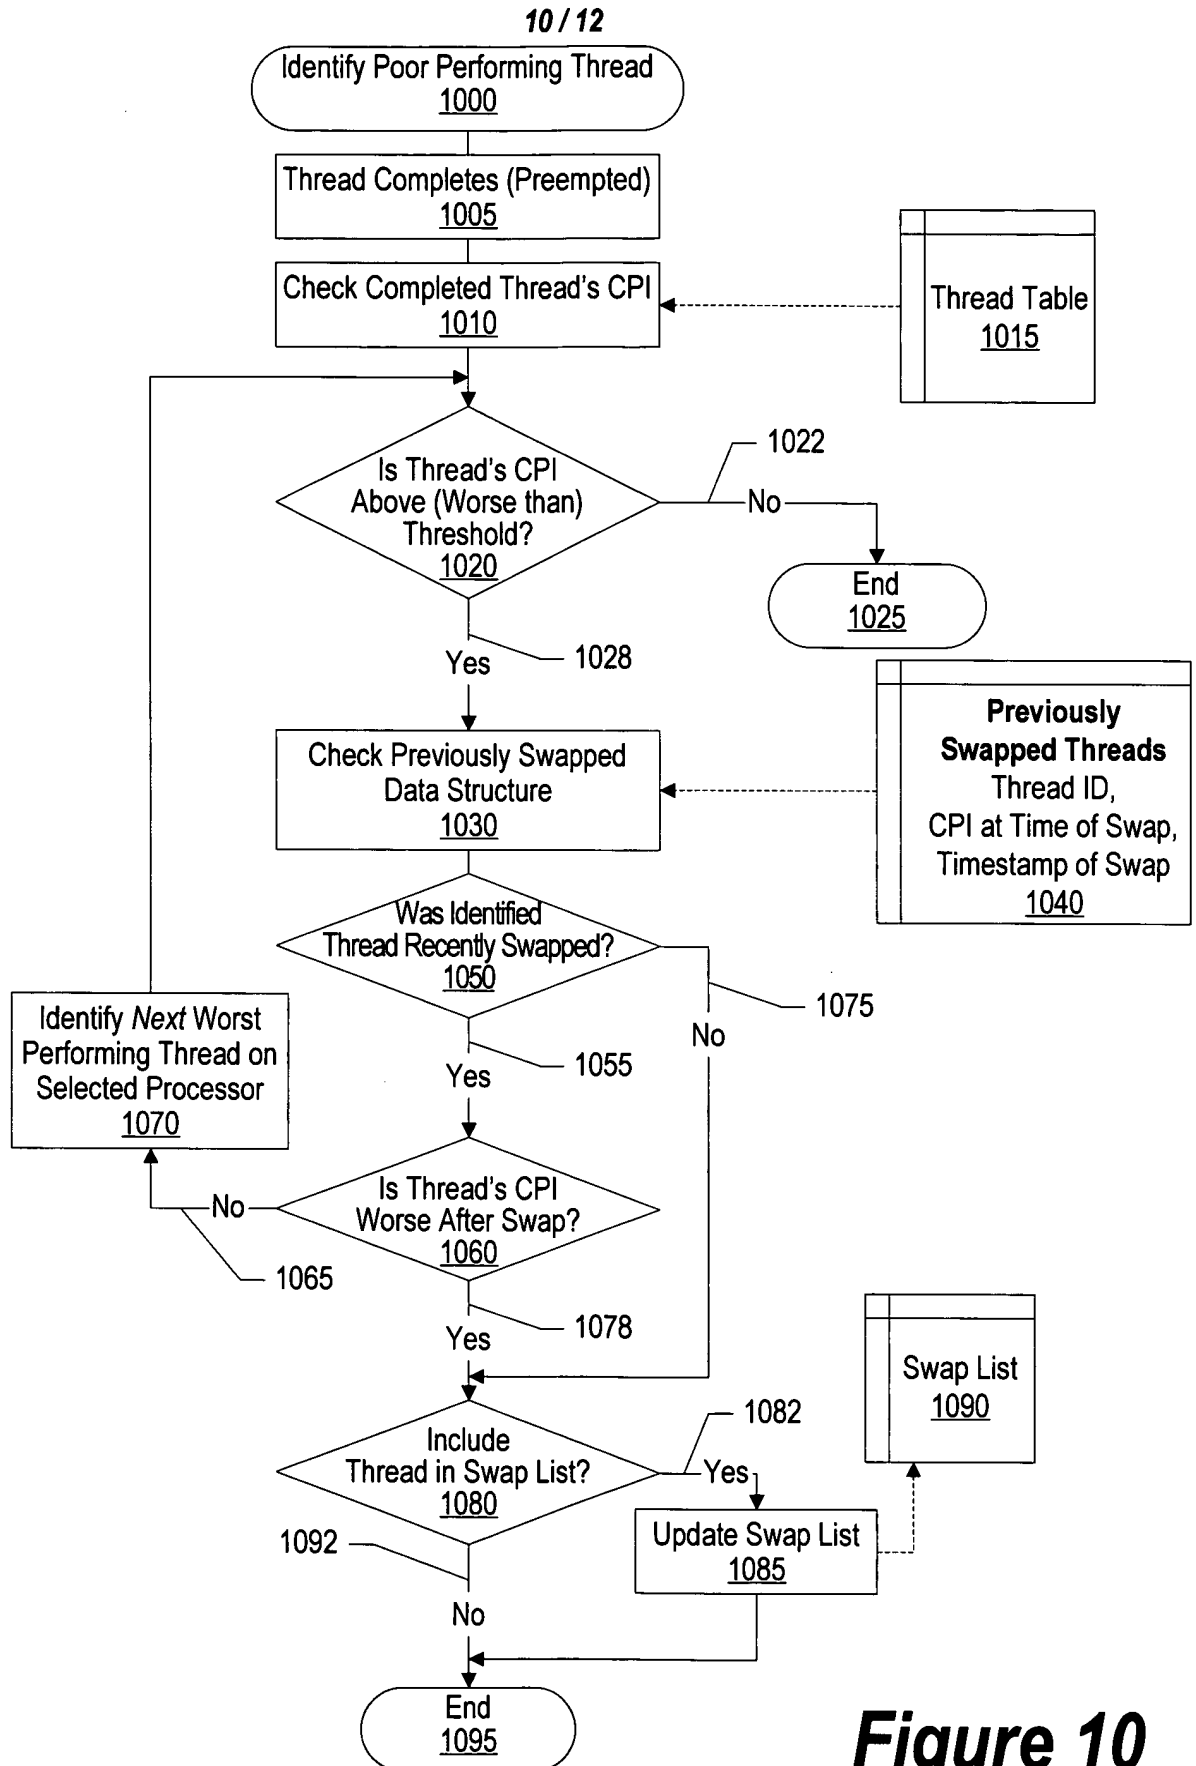 10 / 12
Identify Poor Performing Thread
1000
Thread Completes (Preempted)
1005
Check Completed Thread's CPI
1010
Thread Table
1015
Is Thread's CPI
Above (Worse than)
Threshold?
1020
1022
No
End
1025
Yes
1028
Check Previously Swapped
Data Structure
1030
Previously
Swapped Threads
Thread ID,
CPI at Time of Swap,
Timestamp of Swap
1040
Was Identified
Thread Recently Swapped?
1050
1075
No
Identify Next Worst
Performing Thread on
Selected Processor
1070
1055
Yes
Is Thread's CPI
Worse After Swap?
1060
No
1065
1078
Yes
Swap List
1090
Include
Thread in Swap List?
1080
1082
Yes
Update Swap List
1085
1092
No
End
1095
Figure 10